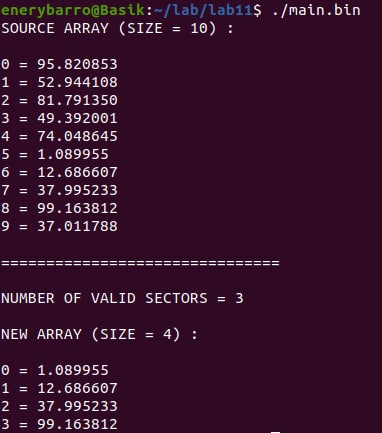 enerybarro@Basik:~/lab/lab11$ ./main.bin
SOURCE ARRAY (SIZE = 10) :
0 = 95.820853
1 = 52.944108
2 = 81.791350
3 = 49.392001
4 = 74.048645
5 = 1.089955
6 = 12.686607
7 = 37.995233
8 = 99.163812
9 = 37.011788
===============================
NUMBER OF VALID SECTORS = 3
NEW ARRAY (SIZE = 4) :
0 = 1.089955
1 = 12.686607
2 = 37.995233
3 = 99.163812